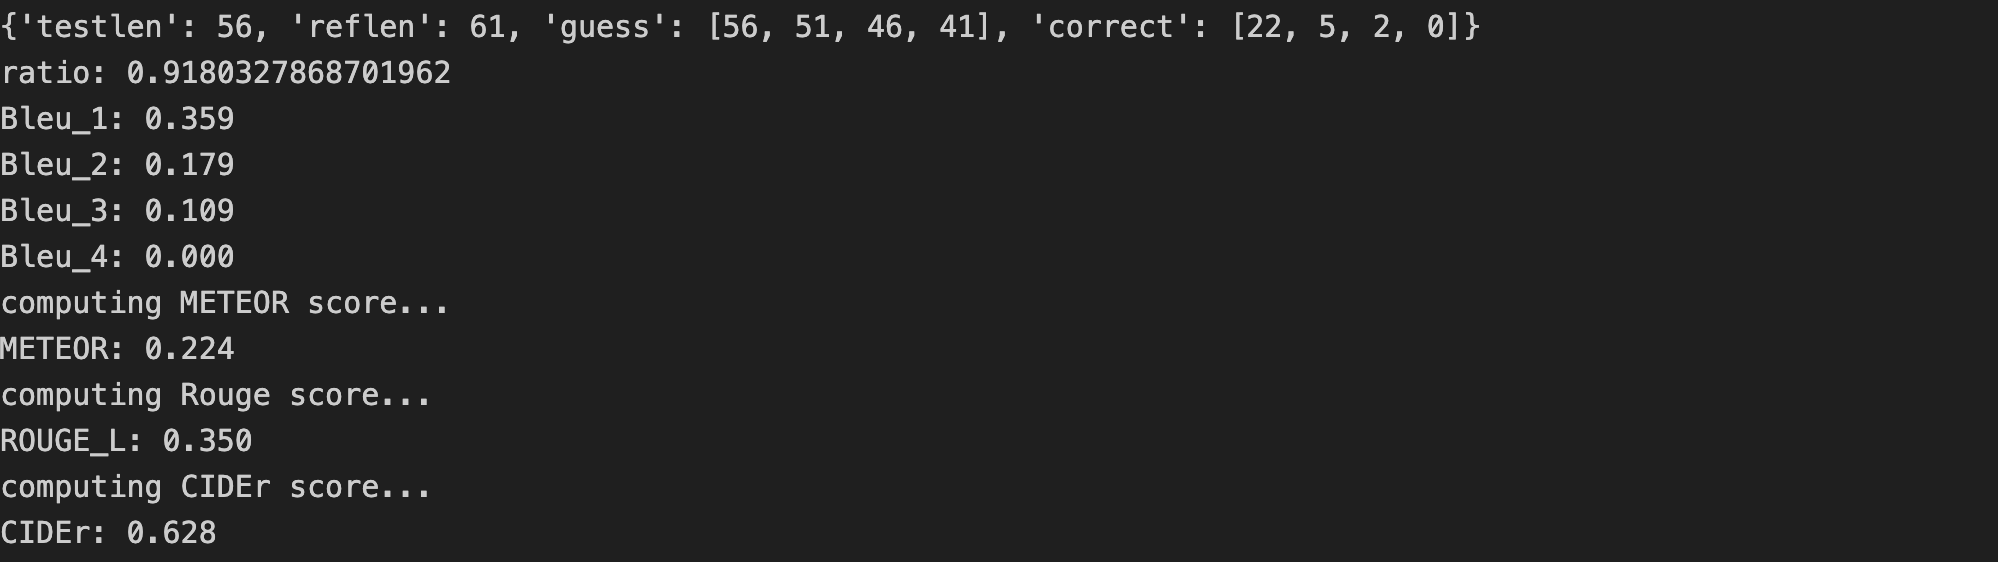 {'testlen': 56, 'reflen': 61, 'guess': [56, 51, 46, 41], 'correct': [22, 5, 2, 0]}
ratio: 0.9180327868701962
Bleu_1: 0.359
Bleu_2: 0.179
Bleu_3: 0.109
Bleu_4: 0.000
computing METEOR score...
METEOR: 0.224
computing Rouge score...
ROUGE_L: 0.350
computing CIDEr score...
CIDEr: 0.628